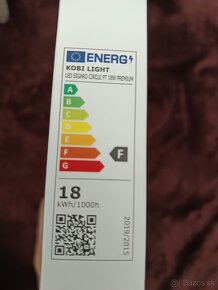 ENERG
KOBI LIGHT
LED SIGARO CIRCLE PT 18W PREMIUM
A
B
C
D
E
F
G
F
18
kWh/1000h
2019/2015
bazos.sk